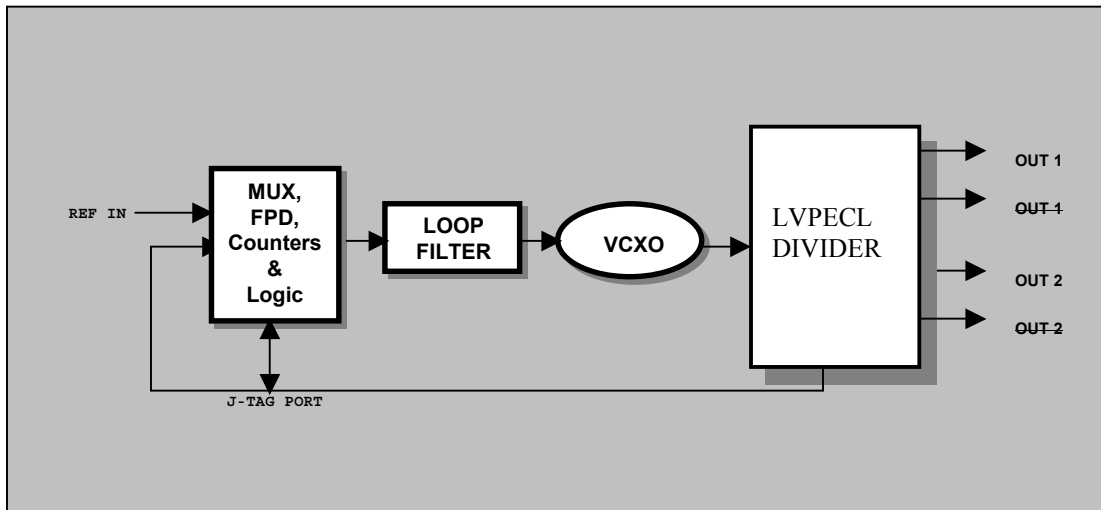 REF IN
MUX,
FPD,
Counters
&
Logic
LOOP
FILTER
VCXO
LVPECL
DIVIDER
OUT 1
OUT 1
OUT 2
OUT 2
J-TAG PORT